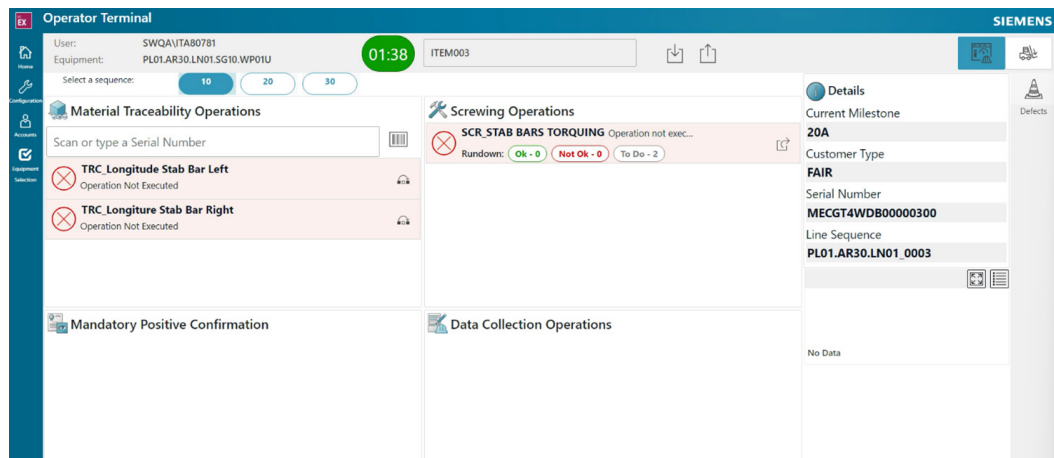 EX Operator Terminal
SIEMENS
User: SWQA\ITA80781
Equipment: PL01.AR30.LN01.SG10.WP01U
01:38
ITEM003
Home
Configuration
Accounts
Equipment
Selection
Select a sequence: 10 20 30
Material Traceability Operations
Scan or type a Serial Number
TRC_Longitude Stab Bar Left
Operation Not Executed
TRC_Longiture Stab Bar Right
Operation Not Executed
Screwing Operations
SCR_STAB BARS TORQUING Operation not exec...
Rundown: Ok - 0 Not Ok - 0 To Do - 2
Mandatory Positive Confirmation
Data Collection Operations
Details
Current Milestone
20A
Customer Type
FAIR
Serial Number
MECGT4WDB00000300
Line Sequence
PL01.AR30.LN01_0003
No Data
Defects